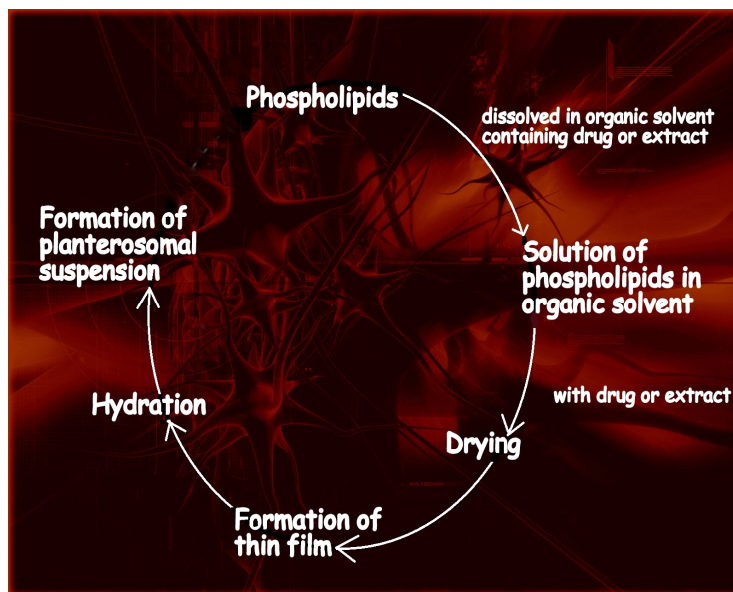 Phospholipids
dissolved in organic solvent
containing drug or extract
Solution of
phospholipids in
organic solvent
with drug or extract
Drying
Formation of
thin film
Hydration
Formation of
planterosomal
suspension